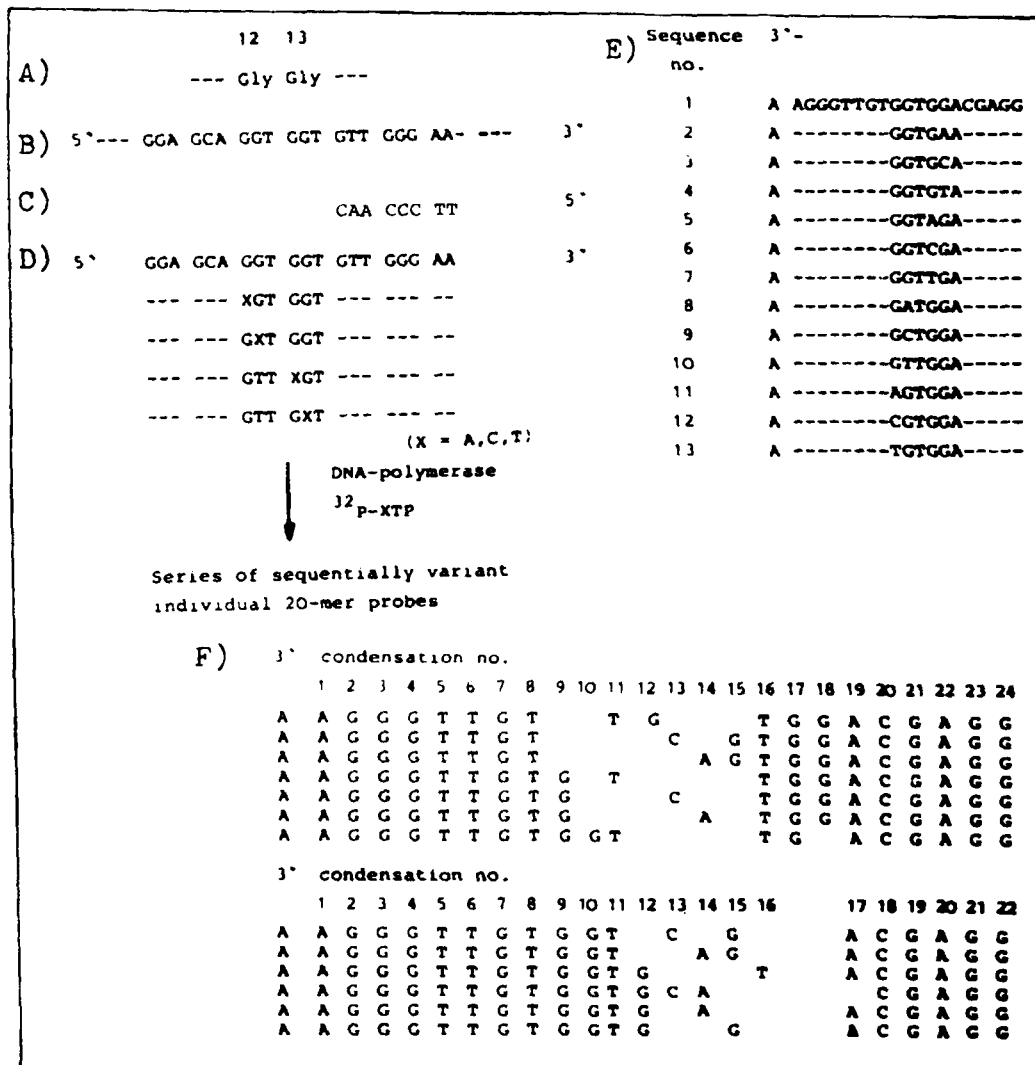 12 13
A) --- Gly Gly ---
B) 5'--- GGA GCA GGT GGT GTT GGG AA- --- 3'
C) CAA CCC TT 5'
D) 5' GGA GCA GGT GGT GTT GGG AA 3'
--- --- XGT GGT --- --- --
--- --- GXT GGT --- --- --
--- --- GTT XGT --- --- --
--- --- GTT GXT --- --- --
(X = A,C,T)
DNA-polymerase
32P-XTP
Series of sequentially variant
individual 20-mer probes
E) Sequence 3'-
no.
1 A AGGGTTGTGGTGGACGAGG
2 A --------GGTGAA-----
3 A --------GGTGCA-----
4 A --------GGTGTA-----
5 A --------GGTAGA-----
6 A --------GGTCGA-----
7 A --------GGTTGA-----
8 A --------GATGGA-----
9 A --------GCTGGA-----
10 A --------GTTGGA-----
11 A --------AGTGGA-----
12 A --------CGTGGA-----
13 A --------TGTGGA-----
F) 3' condensation no.
1 2 3 4 5 6 7 8 9 10 11 12 13 14 15 16 17 18 19 20 21 22 23 24
A A G G G T T G T T G T G G A C G A G G
A A G G G T T G T C G T G G A C G A G G
A A G G G T T G T A G T G G A C G A G G
A A G G G T T G T G T T G G A C G A G G
A A G G G T T G T G C T G G A C G A G G
A A G G G T T G T G A T G G A C G A G G
A A G G G T T G T G G T T G A C G A G G
3' condensation no.
1 2 3 4 5 6 7 8 9 10 11 12 13 14 15 16 17 18 19 20 21 22
A A G G G T T G T G G T C G A C G A G G
A A G G G T T G T G G T A G A C G A G G
A A G G G T T G T G G T G T A C G A G G
A A G G G T T G T G G T G C A C G A G G
A A G G G T T G T G G T G A A C G A G G
A A G G G T T G T G G T G G A C G A G G